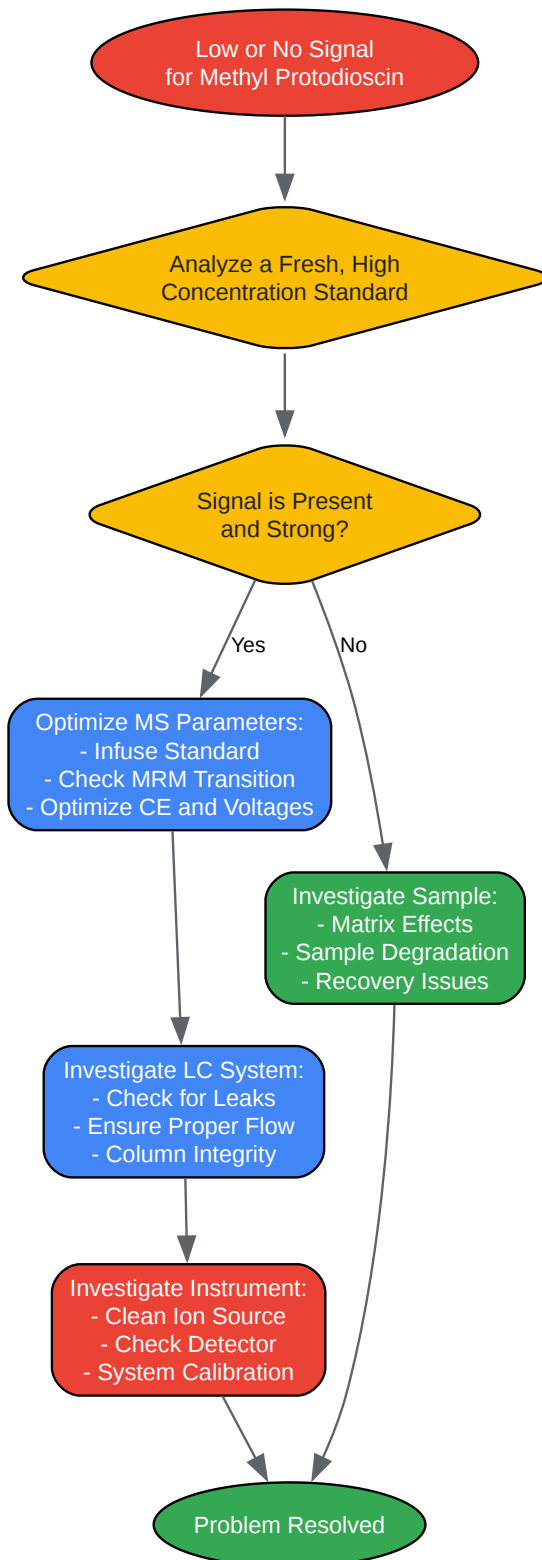 Low or No Signal
for Methyl Protodioscin
Analyze a Fresh, High
Concentration Standard
Signal is Present
and Strong?
Yes
No
Optimize MS Parameters:
- Infuse Standard
- Check MRM Transition
- Optimize CE and Voltages
Investigate Sample:
- Matrix Effects
- Sample Degradation
- Recovery Issues
Investigate LC System:
- Check for Leaks
- Ensure Proper Flow
- Column Integrity
Investigate Instrument:
- Clean Ion Source
- Check Detector
- System Calibration
Problem Resolved